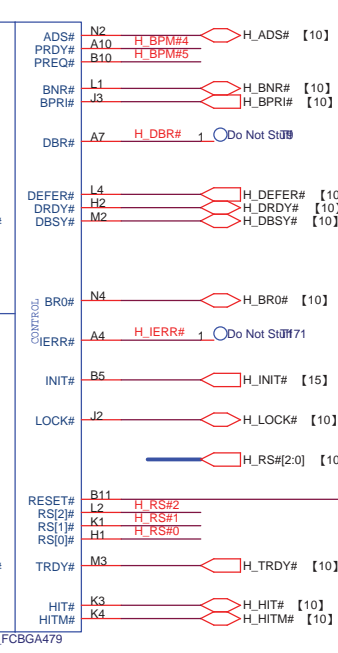 ADS# N2 H_ADS# 【10】
PRDY# A10 H_BPM#4
PREQ# B10 H_BPM#5
BNR# L1 H_BNR# 【10】
BPRI# J3 H_BPRI# 【10】
DBR# A7 H_DBR# 1 Do Not Stuff
DEFER# L4 H_DEFER# 【10
DRDY# H2 H_DRDY# 【10】
DBSY# M2 H_DBSY# 【10】
BR0# N4 H_BR0# 【10】
CONTROL
IERR# A4 H_IERR# 1 Do Not Stuff
INIT# B5 H_INIT# 【15】
LOCK# J2 H_LOCK# 【10】
H_RS#[2:0] 【10
RESET# B11
RS[2]# L2 H_RS#2
RS[1]# K1 H_RS#1
RS[0]# H1 H_RS#0
TRDY# M3 H_TRDY# 【10】
HIT# K3 H_HIT# 【10】
HITM# K4 H_HITM# 【10】
_FCBGA479